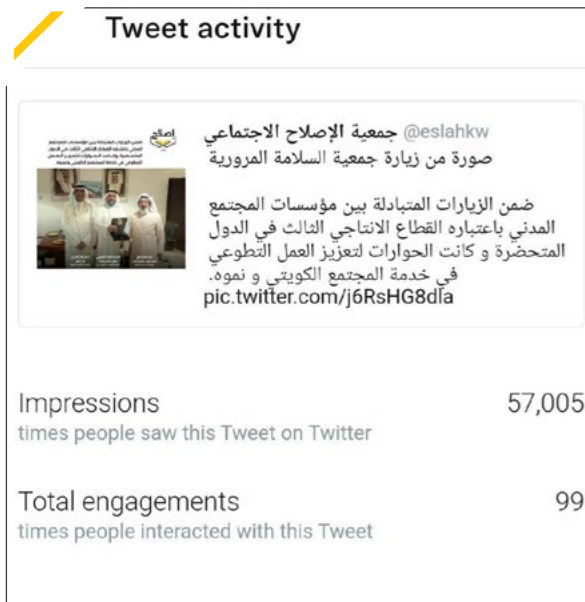 Tweet activity
إصلاح
جمعية الإصلاح الاجتماعي @eslahkw
صورة من زيارة جمعية السلامة المرورية
ضمن الزيارات المتبادلة بين مؤسسات المجتمع
المدني باعتباره القطاع الانتاجي الثالث في الدول
المتحضرة و كانت الحوارات لتعزيز العمل التطوعي
في خدمة المجتمع الكويتي و نموه.
pic.twitter.com/j6RsHG8dla
Impressions 57,005
times people saw this Tweet on Twitter
Total engagements 99
times people interacted with this Tweet